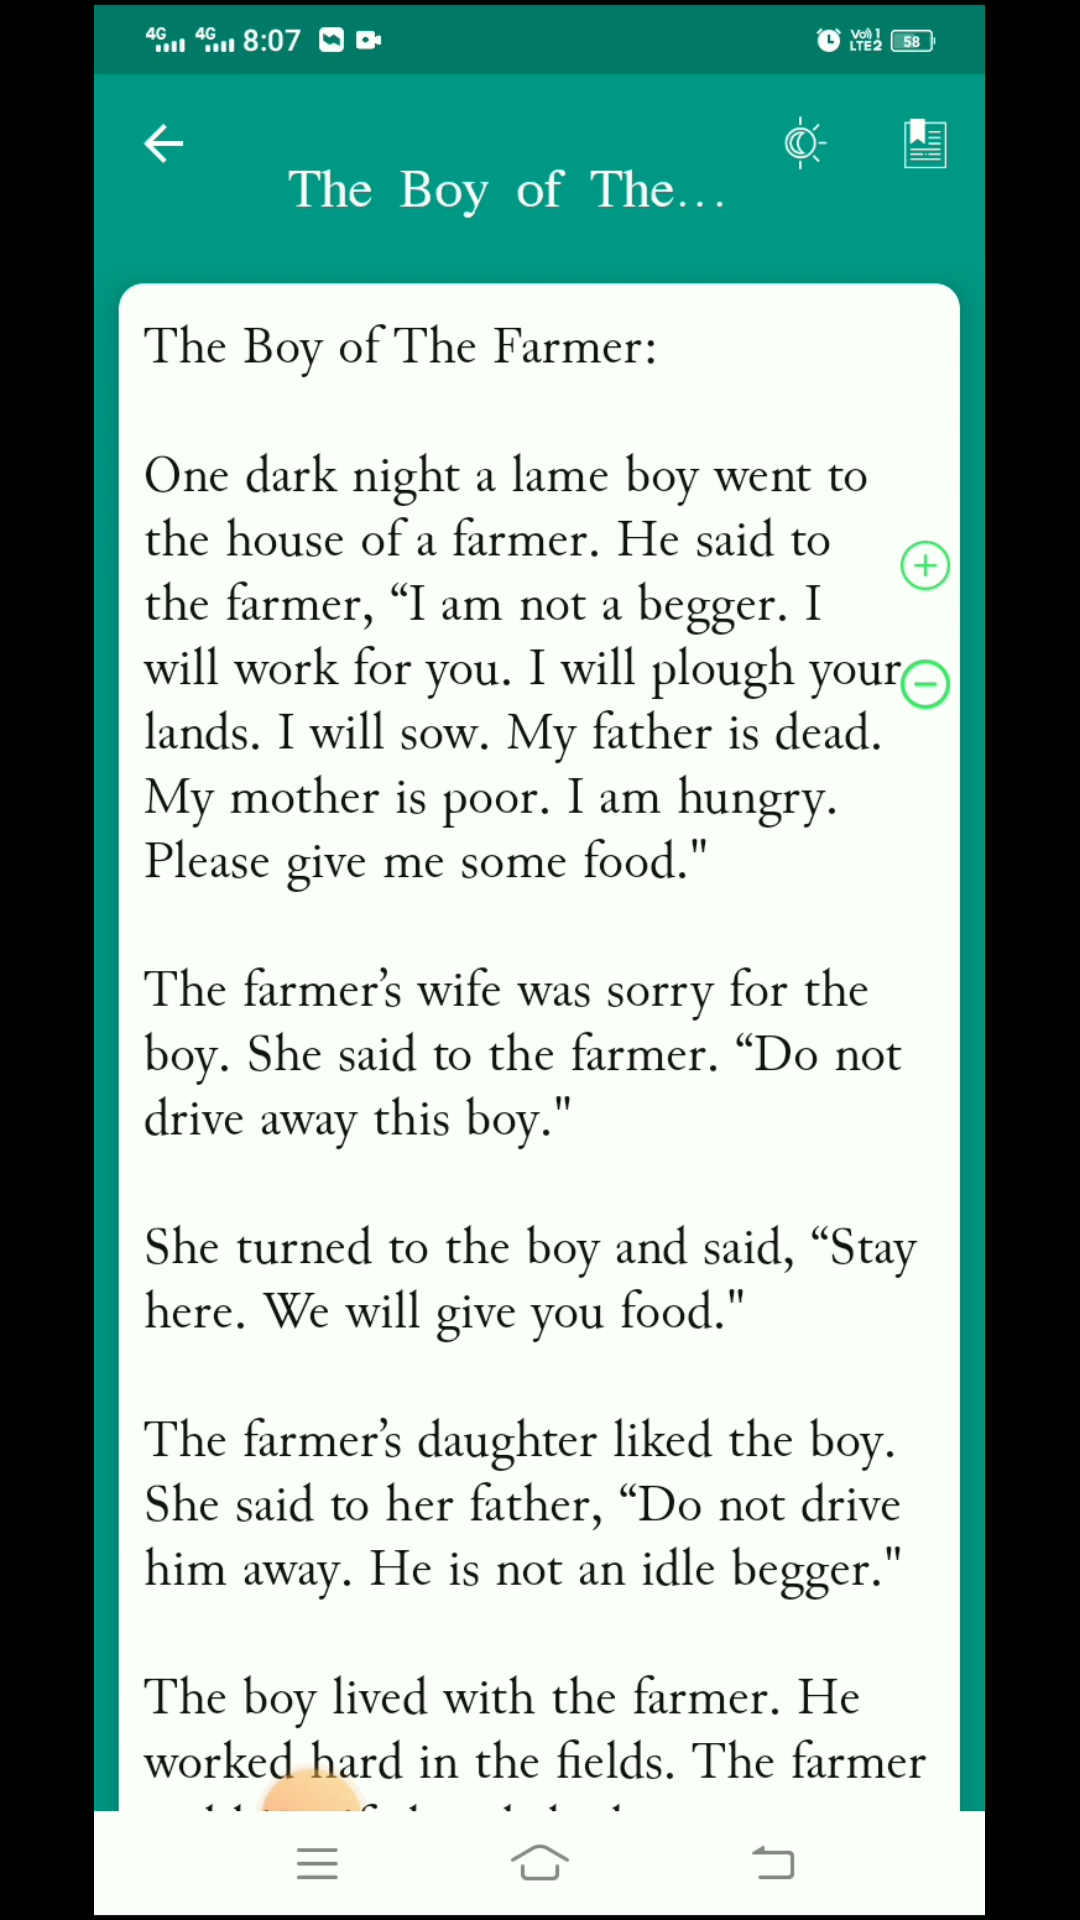 4G 4G 8:07 Vol) 1 LTE2 58
The Boy of The...
The Boy of The Farmer:
One dark night a lame boy went to
the house of a farmer. He said to
the farmer, “I am not a begger. I
will work for you. I will plough your
lands. I will sow. My father is dead.
My mother is poor. I am hungry.
Please give me some food."
The farmer’s wife was sorry for the
boy. She said to the farmer. “Do not
drive away this boy."
She turned to the boy and said, “Stay
here. We will give you food."
The farmer’s daughter liked the boy.
She said to her father, “Do not drive
him away. He is not an idle begger."
The boy lived with the farmer. He
worked hard in the fields. The farmer